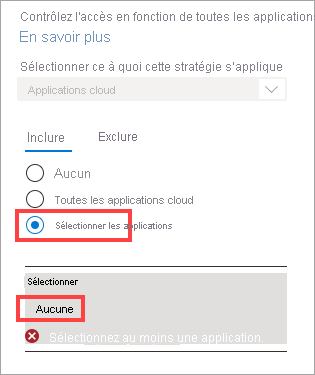 Contrôlez l'accès en fonction de toutes les applications
En savoir plus
Sélectionner ce à quoi cette stratégie s'applique
Applications cloud
Inclure Exclure
Aucun
Toutes les applications cloud
Sélectionner les applications
Sélectionner
Aucune
Sélectionnez au moins une application.